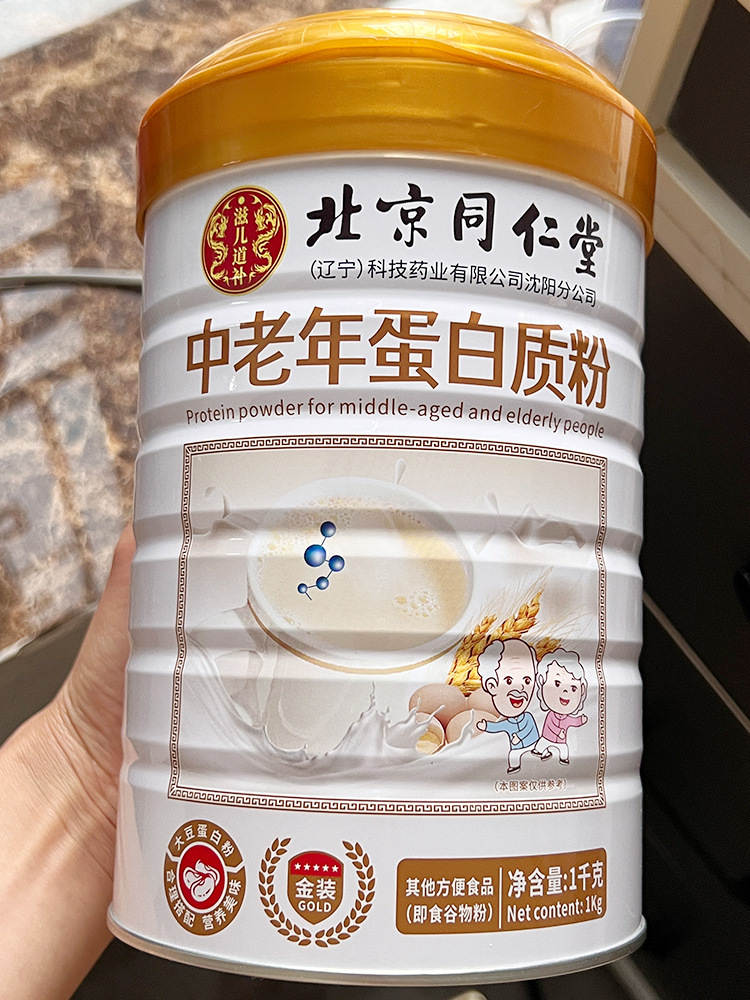 滋儿道补
北京同仁堂
(辽宁)科技药业有限公司沈阳分公司
中老年蛋白质粉
Protein powder for middle-aged and elderly people
(本图案仅供参考)
大豆蛋白粉
合理搭配 营养美味
金装
GOLD
其他方便食品
(即食谷物粉)
净含量:1千克
Net content: 1Kg